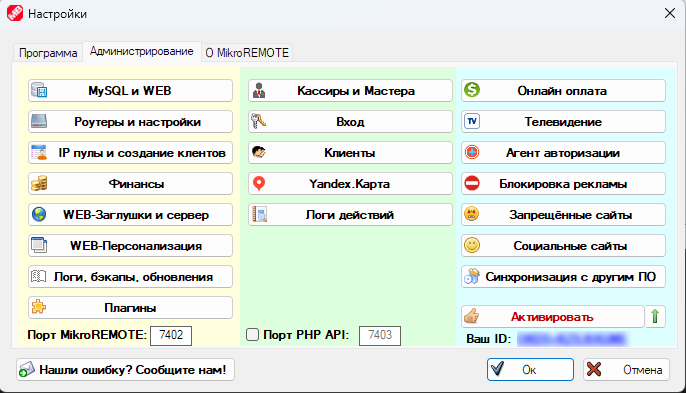 Настройки
Программа
Администрирование
О MikroREMOTE
MySQL и WEB
Роутеры и настройки
IP пулы и создание клентов
Финансы
WEB-Заглушки и сервер
WEB-Персонализация
Логи, бэкапы, обновления
Плагины
Порт MikroREMOTE: 7402
Кассиры и Мастера
Вход
Клиенты
Yandex.Карта
Логи действий
Порт PHP API: 7403
Онлайн оплата
TV Телевидение
Агент авторизации
Блокировка рекламы
Запрещённые сайты
Социальные сайты
Синхронизация с другим ПО
Активировать
Ваш ID:
Нашли ошибку? Сообщите нам!
Ок
Отмена